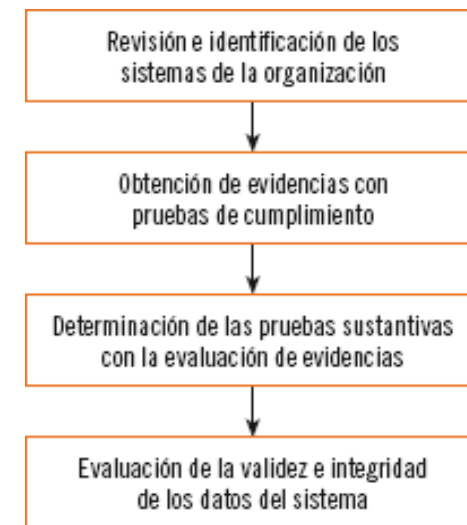 Revisión e identificación de los
sistemas de la organización
Obtención de evidencias con
pruebas de cumplimiento
Determinación de las pruebas sustantivas
con la evaluación de evidencias
Evaluación de la validez e integridad
de los datos del sistema